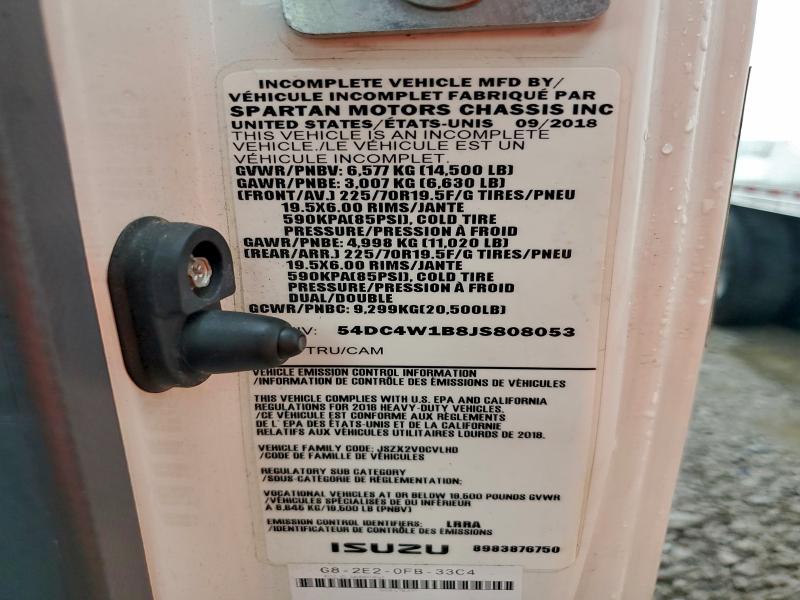 INCOMPLETE VEHICLE MFD BY/
VÉHICULE INCOMPLET FABRIQUÉ PAR
SPARTAN MOTORS CHASSIS INC
UNITED STATES/ÉTATS-UNIS 09/2018
THIS VEHICLE IS AN INCOMPLETE
VEHICLE./LE VÉHICULE EST UN
VÉHICULE INCOMPLET.
GVWR/PNBV: 6,577 KG (14,500 LB)
GAWR/PNBE: 3,007 KG (6,630 LB)
(FRONT/AV.) 225/70R19.5F/G TIRES/PNEU
19.5X6.00 RIMS/JANTE
590KPA(85PSI), COLD TIRE
PRESSURE/PRESSION À FROID
GAWR/PNBE: 4,998 KG (11,020 LB)
(REAR/ARR.) 225/70R19.5F/G TIRES/PNEU
19.5X6.00 RIMS/JANTE
590KPA(85PSI), COLD TIRE
PRESSURE/PRESSION À FROID
DUAL/DOUBLE
GCWR/PNBC: 9,299KG(20,500LB)
IV: 54DC4W1B8JS808053
TRU/CAM
VEHICLE EMISSION CONTROL INFORMATION
/INFORMATION DE CONTRÔLE DES ÉMISSIONS DE VÉHICULES
THIS VEHICLE COMPLIES WITH U.S. EPA AND CALIFORNIA
REGULATIONS FOR 2018 HEAVY-DUTY VEHICLES.
/CE VÉHICULE EST CONFORME AUX RÈGLEMENTS
DE L' EPA DES ÉTATS-UNIS ET DE LA CALIFORNIE
RELATIFS AUX VÉHICULES UTILITAIRES LOURDS DE 2018.
VEHICLE FAMILY CODE: JSZX2VOCVLHD
/CODE DE FAMILLE DE VÉHICULES
REGULATORY SUB CATEGORY
/SOUS-CATÉGORIE DE RÉGLEMENTATION:
VOCATIONAL VEHICLES AT OR BELOW 19,500 POUNDS GVWR
/VÉHICULES SPÉCIALISÉS DE OU INFÉRIEUR
À 8,845 KG/19,500 LB (PNBV)
EMISSION CONTROL IDENTIFIERS: LRRA
/IDENTIFICATEUR DE CONTRÔLE DES ÉMISSIONS
ISUZU 8983876750
G8-2E2-0FB-33C4